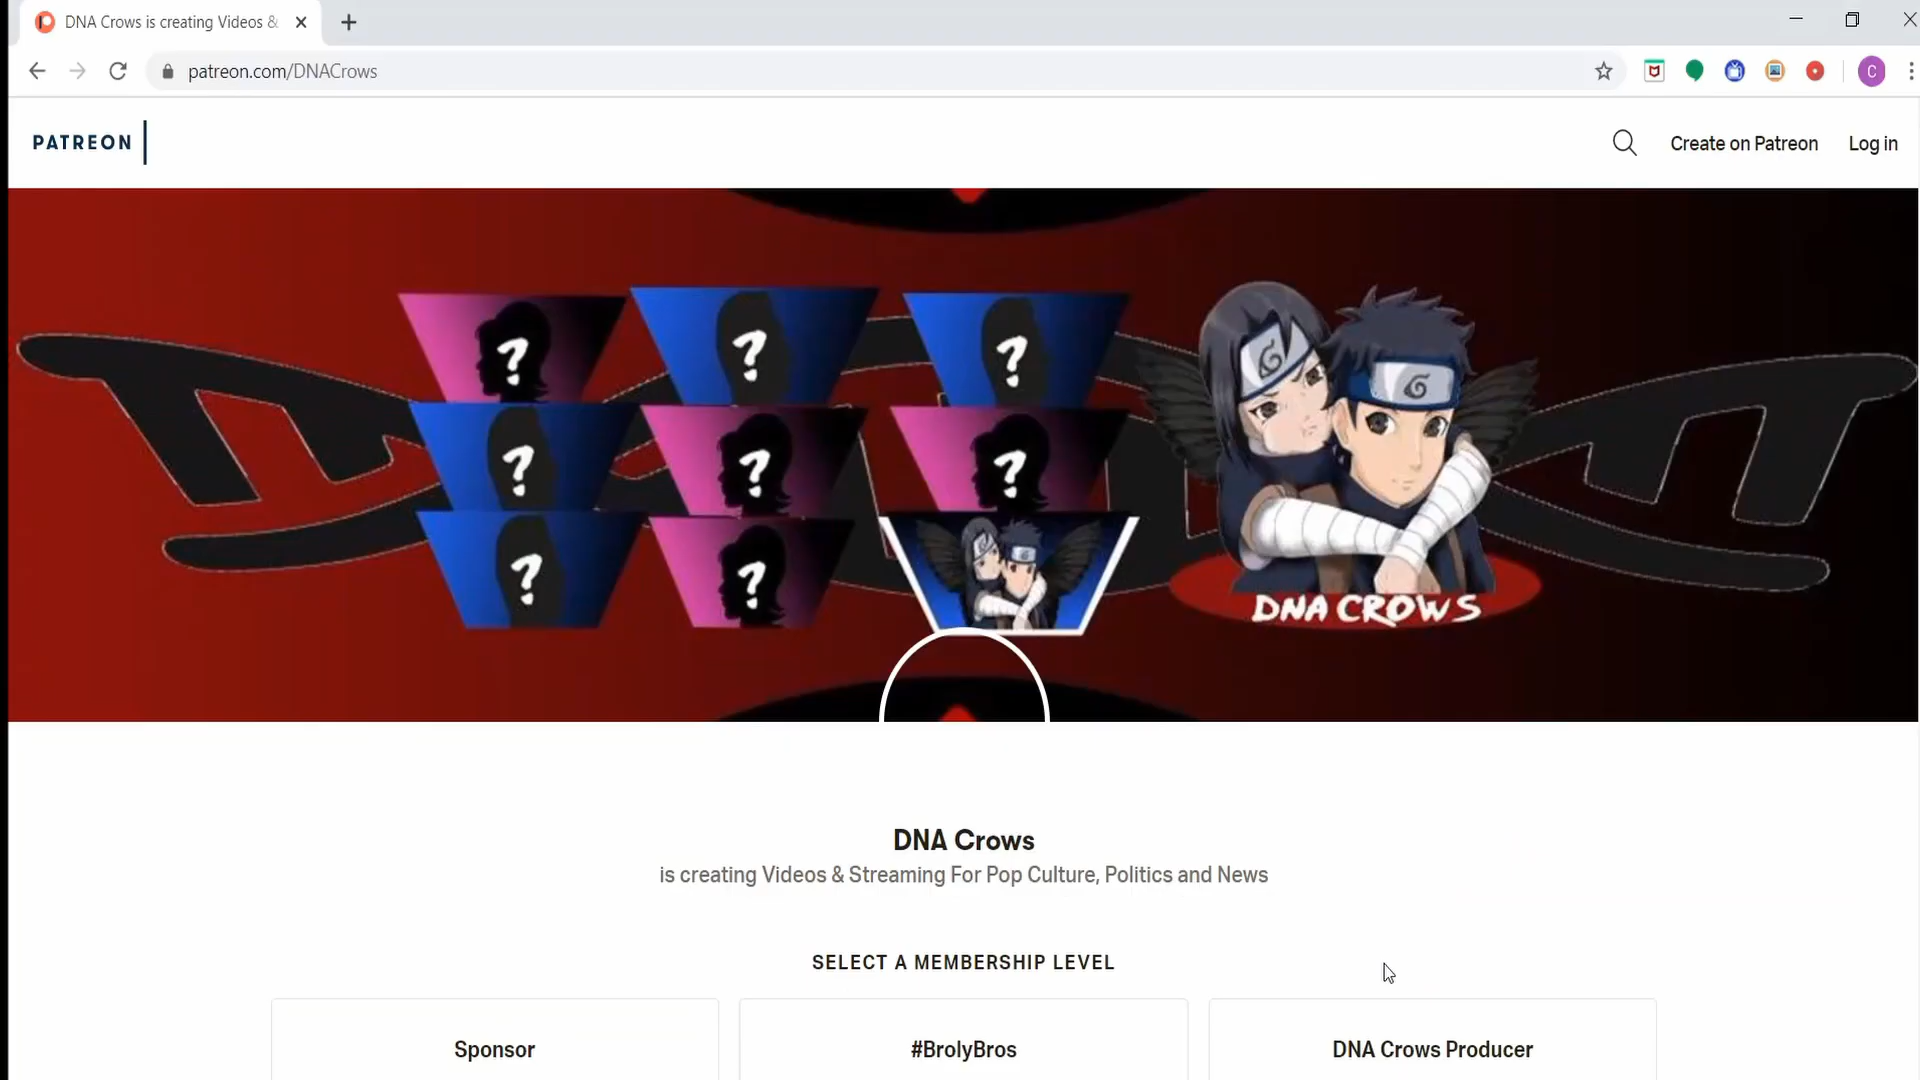 DNA Crows is creating Videos &
patreon.com/DNACrows
C
PATREON
Create on Patreon
Log in
? ? ?
? ? ?
? ?
DNA CROWS
DNA Crows
is creating Videos & Streaming For Pop Culture, Politics and News
SELECT A MEMBERSHIP LEVEL
Sponsor
#BrolyBros
DNA Crows Producer